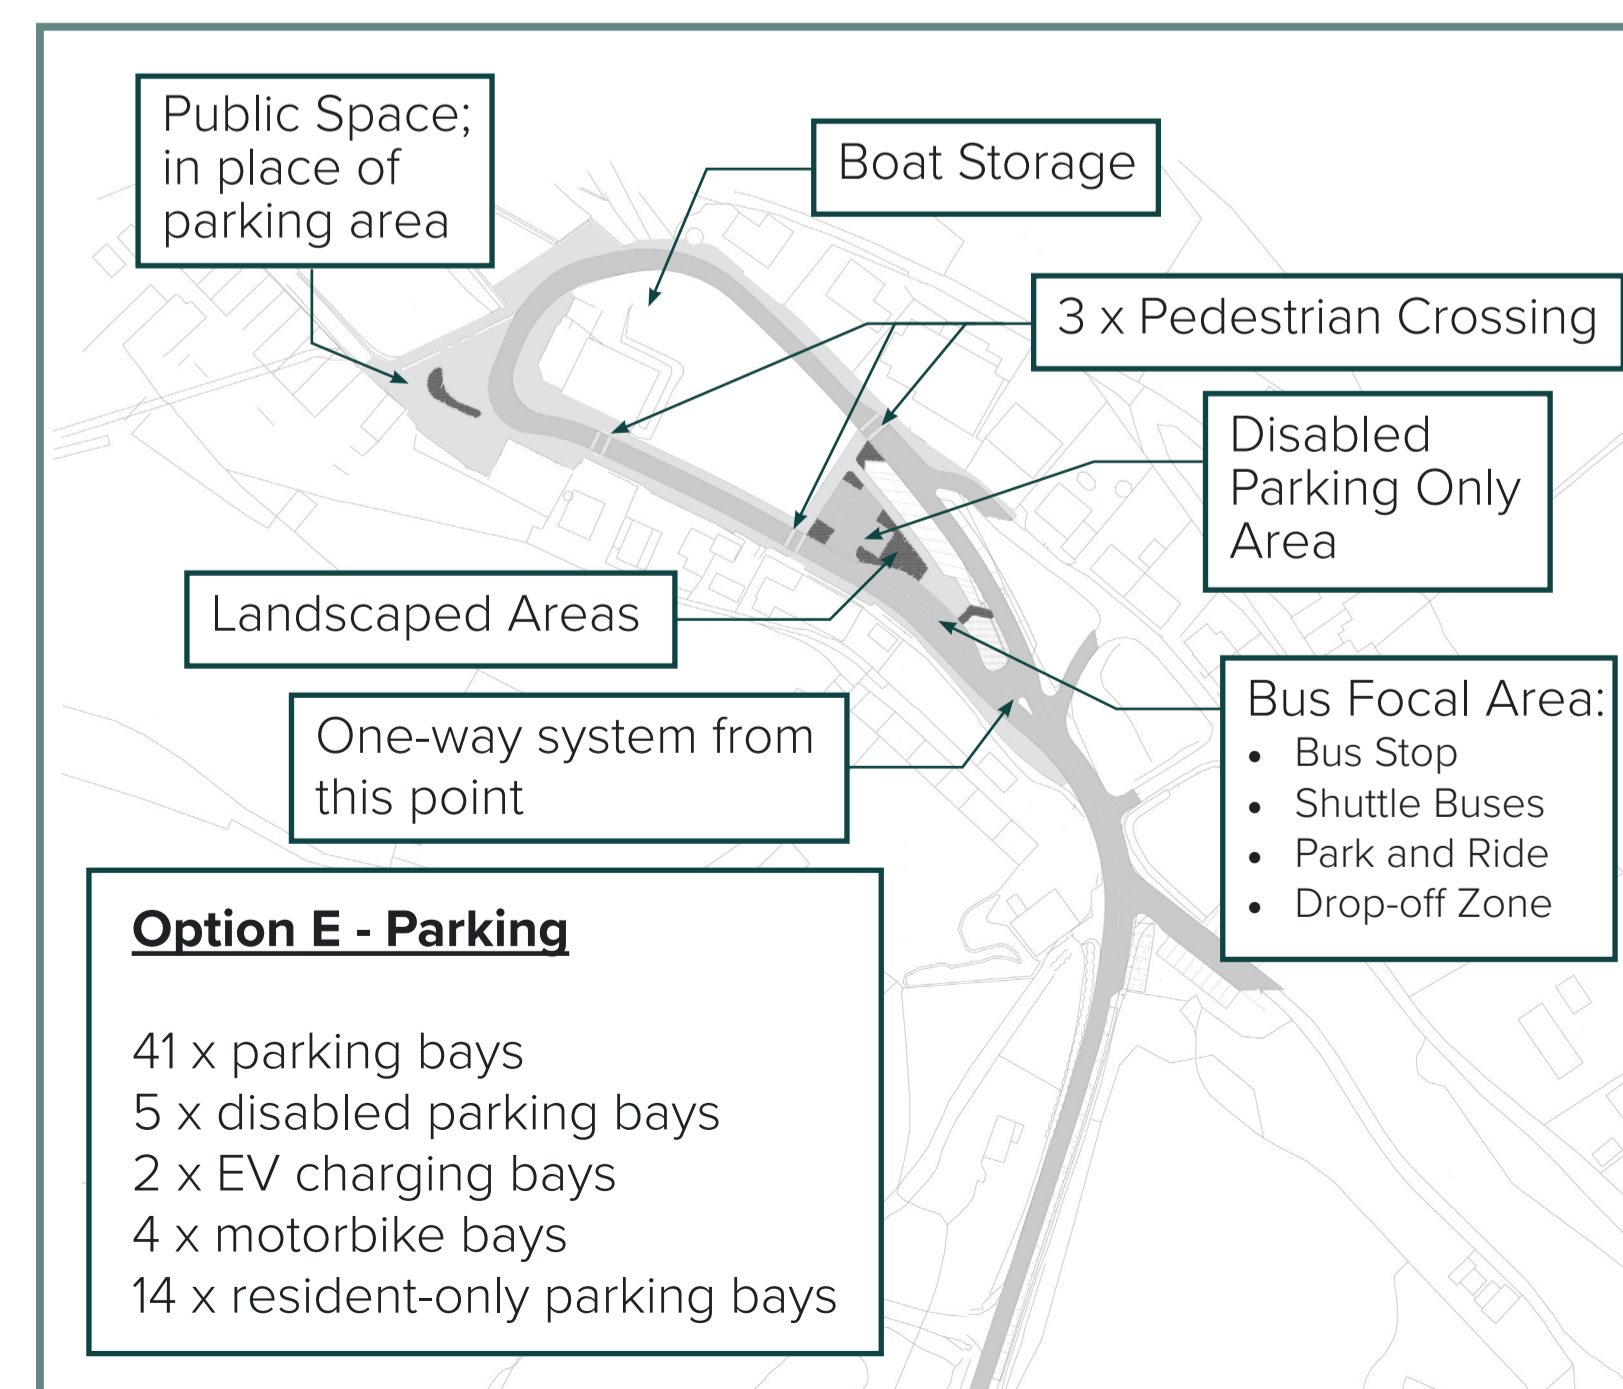 Public Space;
in place of
parking area
Boat Storage
3 x Pedestrian Crossing
Disabled
Parking Only
Area
Landscaped Areas
One-way system from
this point
Bus Focal Area:
• Bus Stop
• Shuttle Buses
• Park and Ride
• Drop-off Zone
Option E - Parking
41 x parking bays
5 x disabled parking bays
2 x EV charging bays
4 x motorbike bays
14 x resident-only parking bays